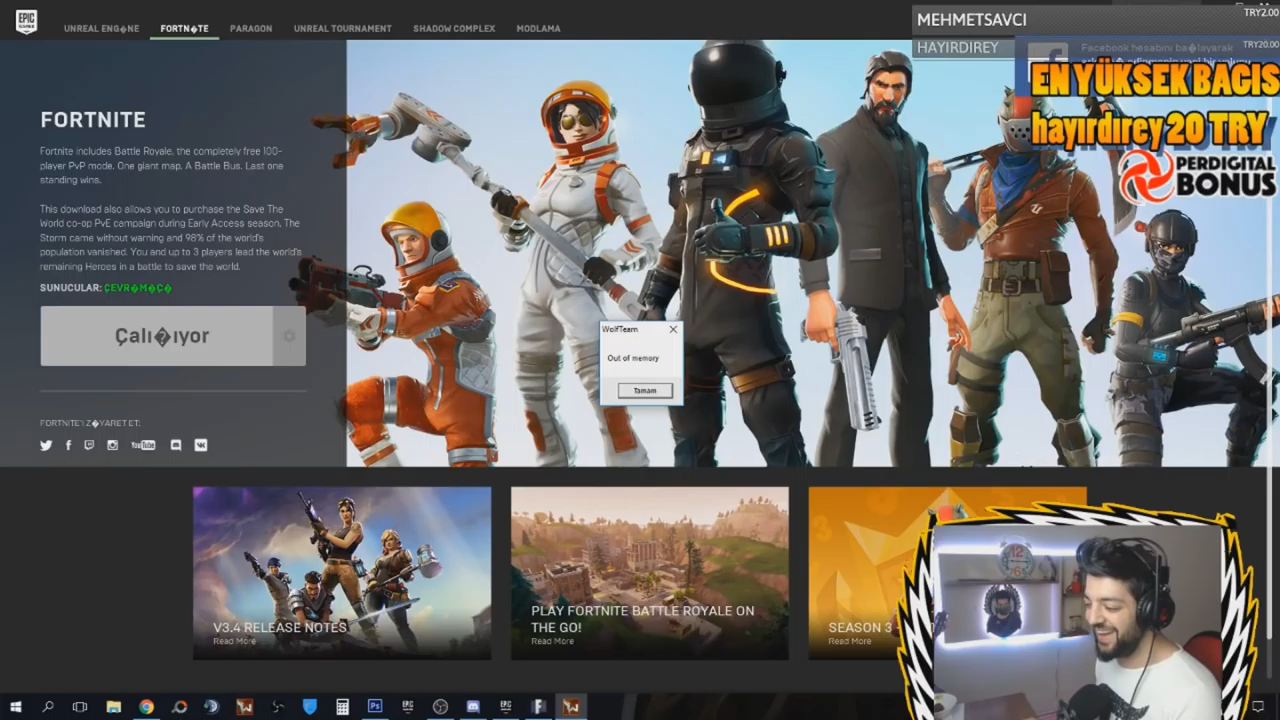 EPIC GAMES
UNREAL ENG�NE
FORTN�TE
PARAGON
UNREAL TOURNAMENT
SHADOW COMPLEX
MODLAMA
MEHMETSAVCI
TRY2.00
HAYIRDIREY
TRY20.00
Facebook hesabını ba�layarak
EN YÜKSEK BAGIS
hayırdırey 20 TRY
PERDIGITAL
BONUS
FORTNITE
Fortnite includes Battle Royale, the completely free 100-
player PvP mode. One giant map. A Battle Bus. Last one
standing wins.
This download also allows you to purchase the Save The
World co-op PvE campaign during Early Access season. The
Storm came without warning and 98% of the world's
population vanished. You and up to 3 players lead the world's
remaining Heroes in a battle to save the world.
SUNUCULAR: ÇEVR�M�Ç�
Çalı�ıyor
FORTNITE'I Z�YARET ET:
YouTube
WolfTeam
Out of memory
Tamam
V3.4 RELEASE NOTES
Read More
PLAY FORTNITE BATTLE ROYALE ON
THE GO!
Read More
SEASON 3
Read More
Ps
EPIC
EPIC